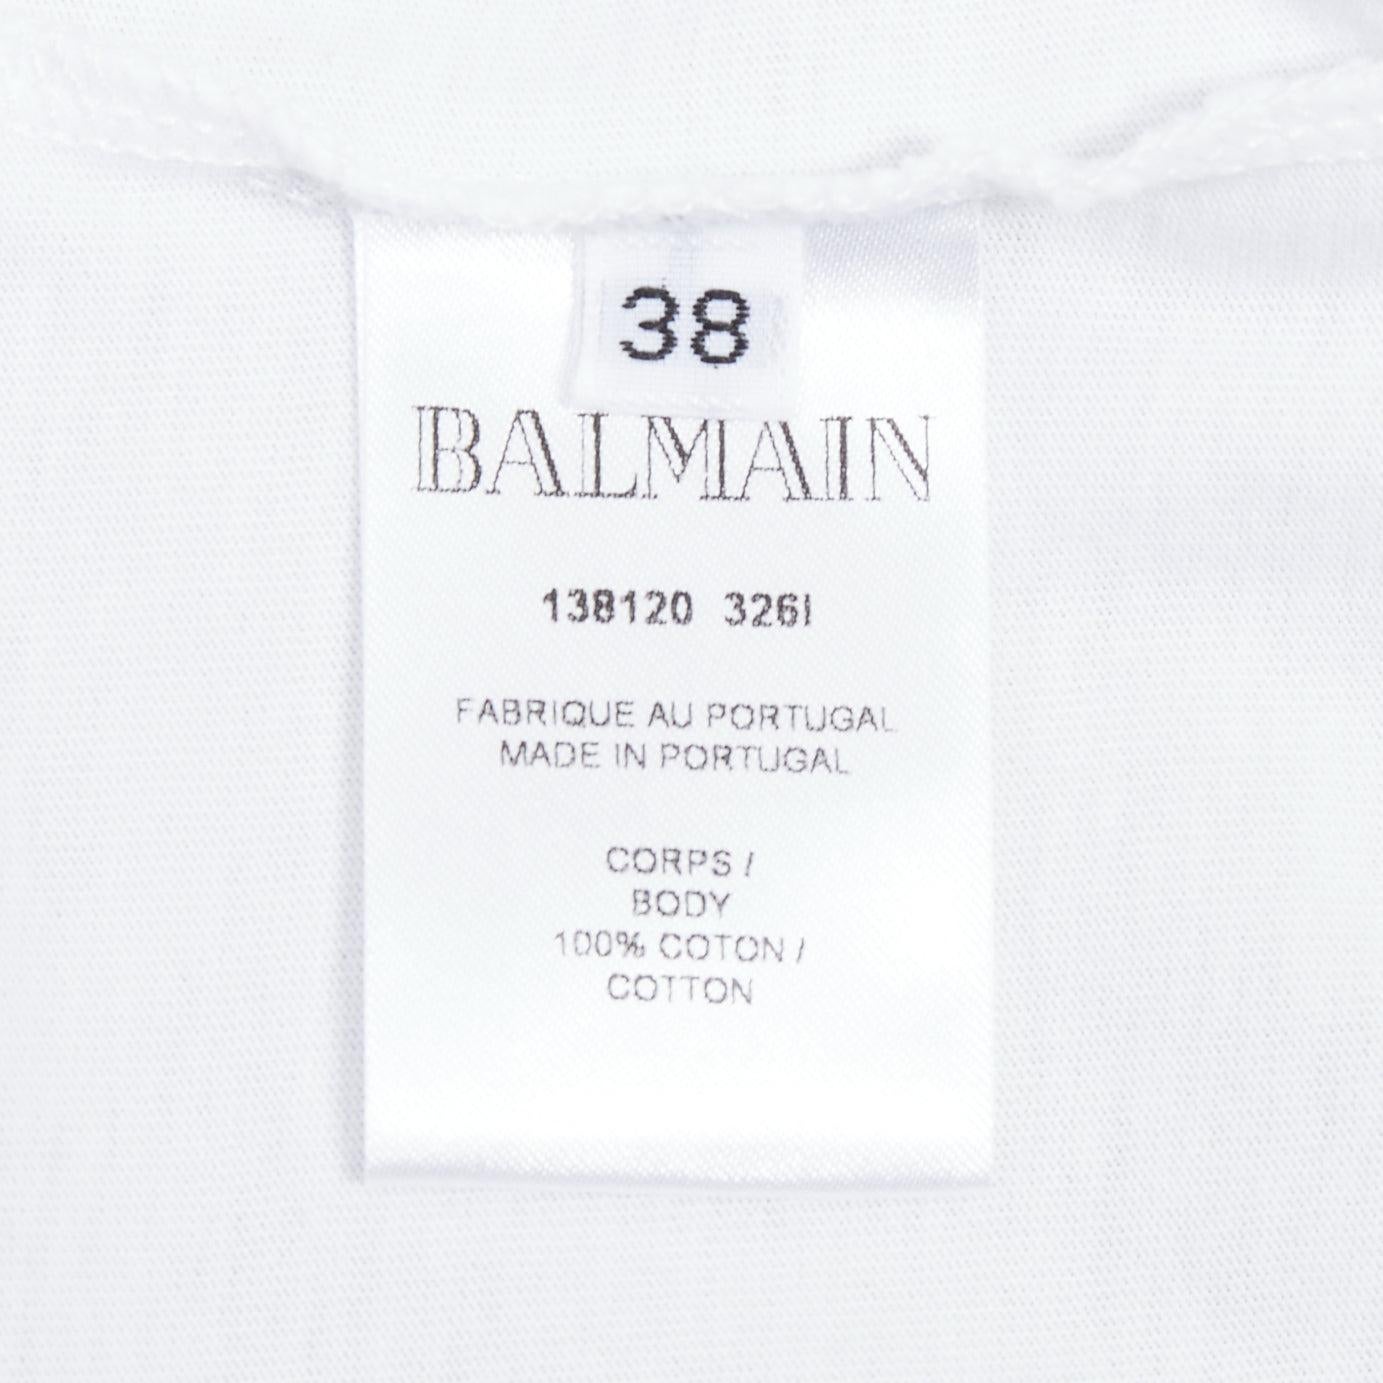 38
BALMAIN
138120 326I
FABRIQUE AU PORTUGAL
MADE IN PORTUGAL
CORPS /
BODY
100% COTON /
COTTON